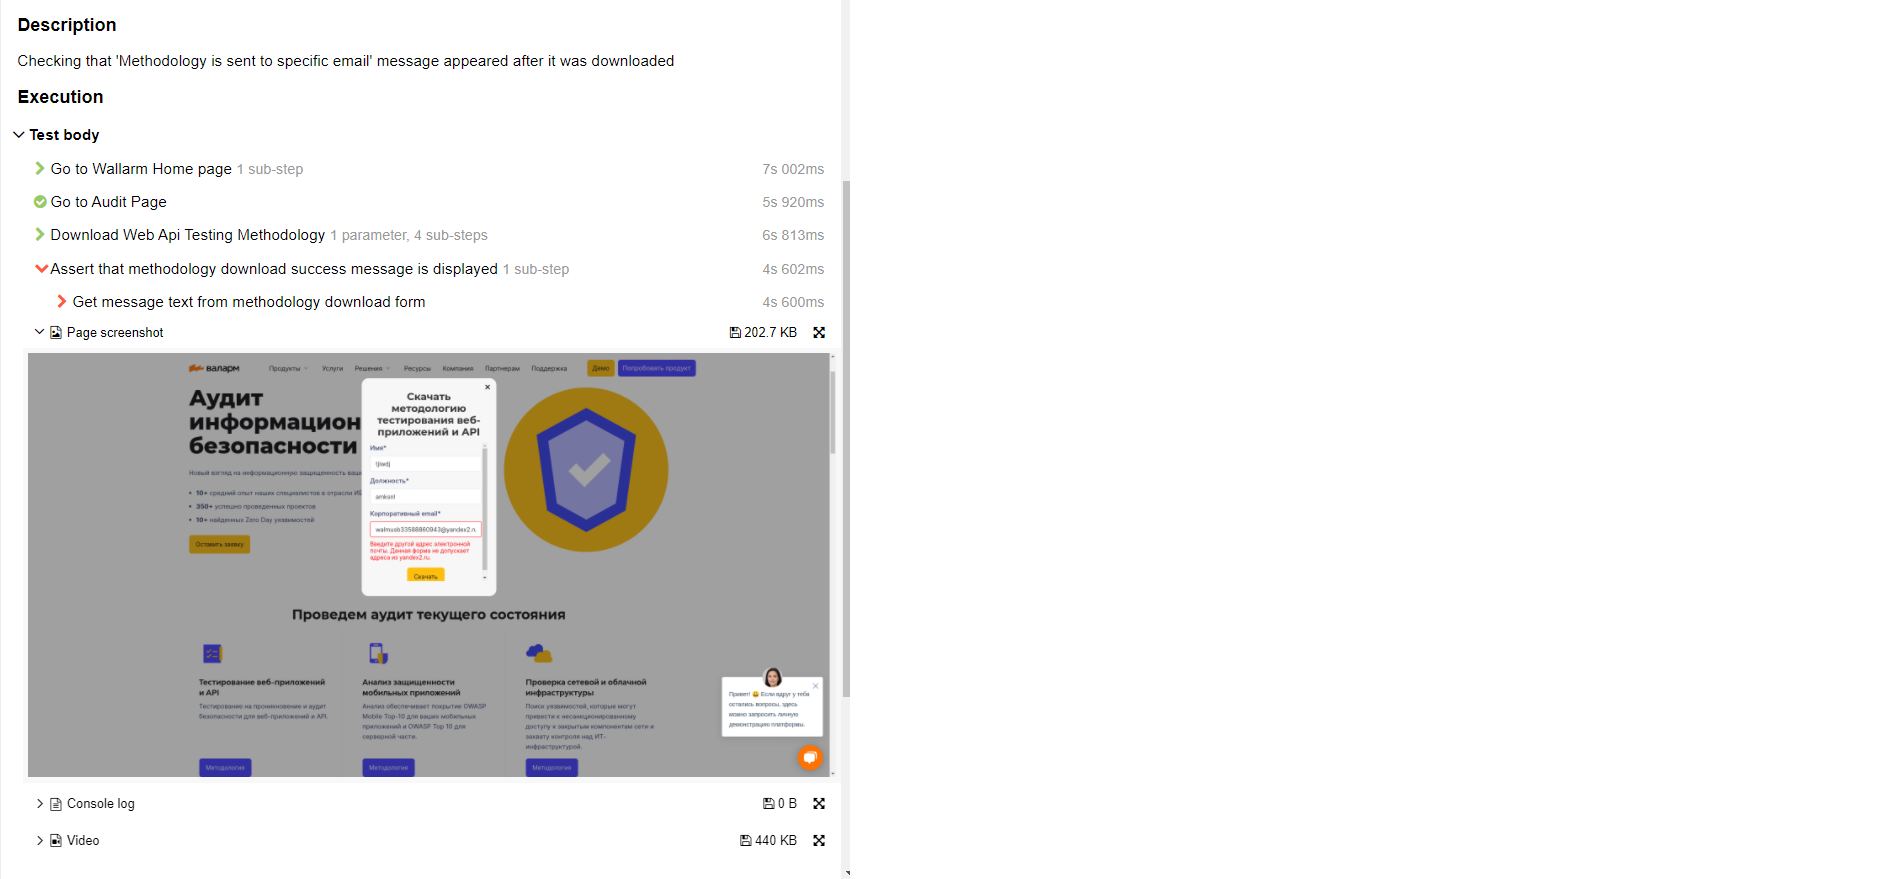 Description
Checking that 'Methodology is sent to specific email' message appeared after it was downloaded
Execution
Test body
Go to Wallarm Home page 1 sub-step 7s 002ms
Go to Audit Page 5s 920ms
Download Web Api Testing Methodology 1 parameter, 4 sub-steps 6s 813ms
Assert that methodology download success message is displayed 1 sub-step 4s 602ms
Get message text from methodology download form 4s 600ms
Page screenshot 202.7 KB
валарм Продукты Услуги Решения Ресурсы Компания Партнерам Поддержка Демо Попробовать продукт
Аудит
информацион
безопасности
Новый взгляд на информационную защищенность ваш
10+ средний опыт наших специалистов в отрасли ИБ
350+ успешно проведенных проектов
10+ найденных Zero Day уязвимостей
Оставить заявку
Скачать
методологию
тестирования веб-
приложений и API
Имя*
Должность*
Корпоративный email*
walmusb33588860943@yandex2.ru
Введите другой адрес электронной
почты. Данная форма не допускает
адреса из yandex2.ru.
Скачать
Проведем аудит текущего состояния
Тестирование веб-приложений
и API
Тестирование на проникновение и аудит
безопасности для веб-приложений и API.
Методология
Анализ защищенности
мобильных приложений
Анализ обеспечивает покрытие OWASP
Mobile Top-10 для ваших мобильных
приложений и OWASP Top 10 для
серверной части.
Методология
Проверка сетевой и облачной
инфраструктуры
Поиск уязвимостей, которые могут
привести к несанкционированному
доступу к закрытым компонентам сети и
захвату контроля над ИТ-
инфраструктурой.
Методология
Привет! Если вдруг у тебя
остались вопросы, здесь
можно запросить личную
демонстрацию платформы.
Console log 0 B
Video 440 KB